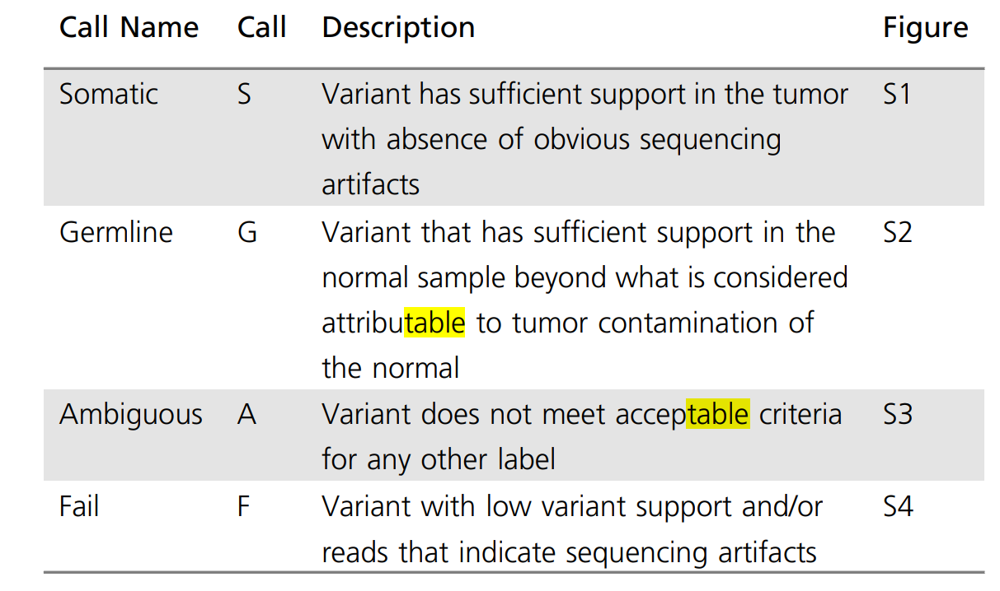 Call Name Call Description Figure
Somatic S Variant has sufficient support in the tumor S1
with absence of obvious sequencing
artifacts
Germline G Variant that has sufficient support in the S2
normal sample beyond what is considered
attributable to tumor contamination of
the normal
Ambiguous A Variant does not meet acceptable criteria S3
for any other label
Fail F Variant with low variant support and/or S4
reads that indicate sequencing artifacts